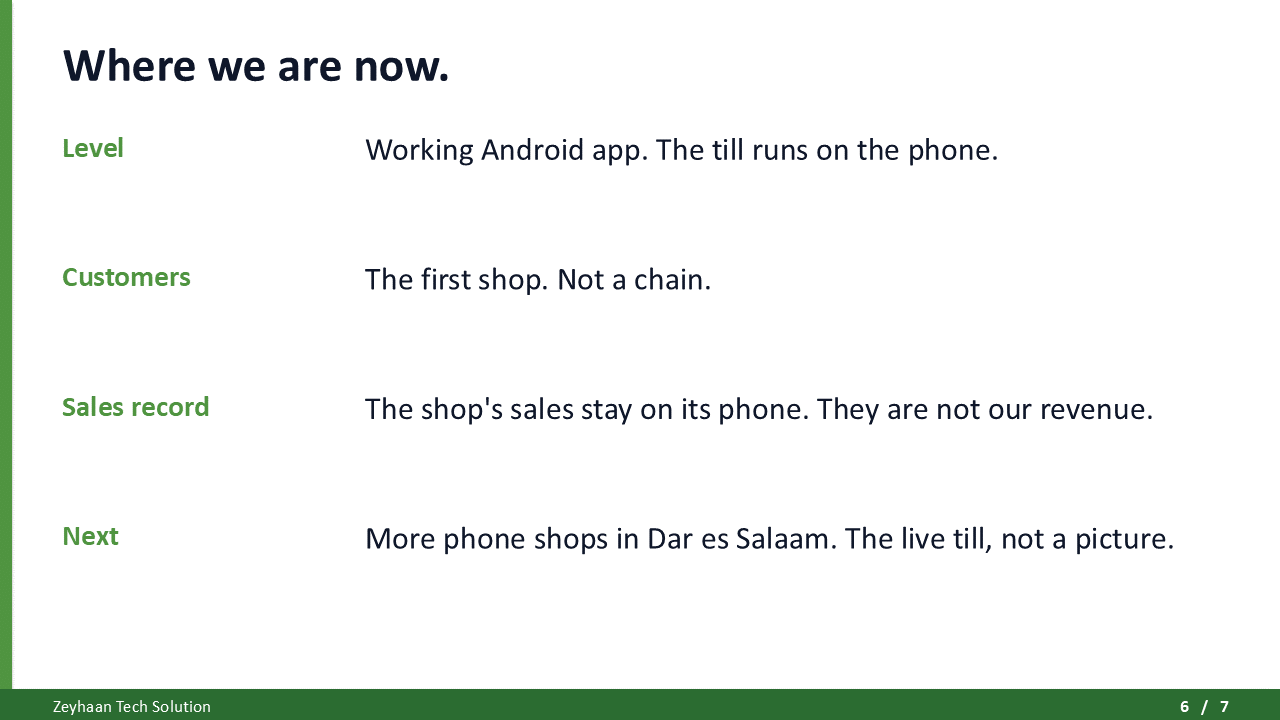 Where we are now.
Level
Working Android app. The till runs on the phone.
Customers
The first shop. Not a chain.
Sales record
The shop's sales stay on its phone. They are not our revenue.
Next
More phone shops in Dar es Salaam. The live till, not a picture.
Zeyhaan Tech Solution
6 / 7